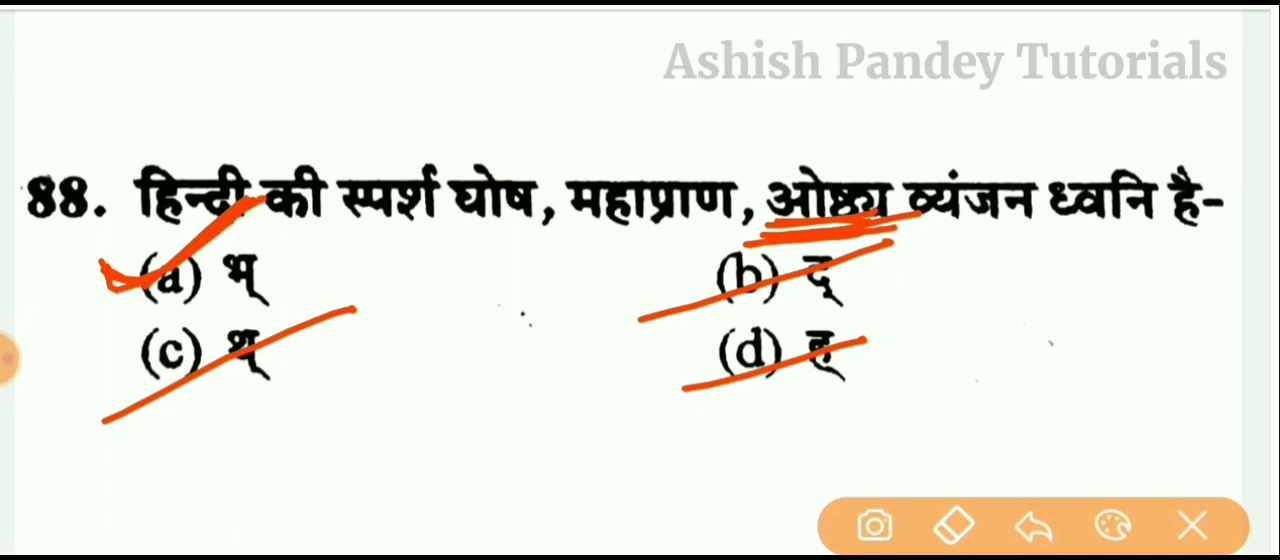 Ashish Pandey Tutorials
88. हिन्दी की स्पर्श घोष, महाप्राण, ओष्ठ्य व्यंजन ध्वनि है-
(a) भ् (b) द्
(c) थ् (d) ह्